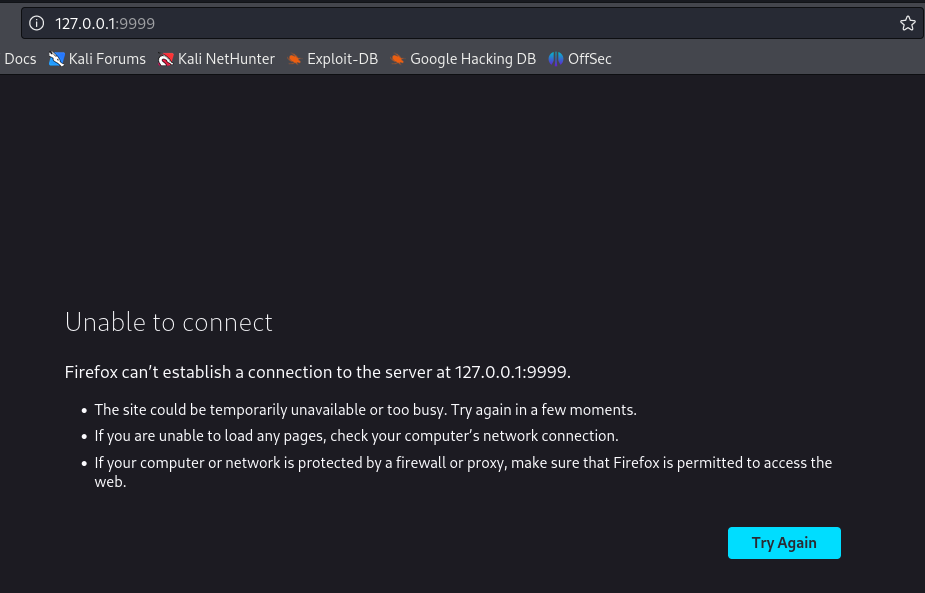 127.0.0.1:9999
Docs Kali Forums Kali NetHunter Exploit-DB Google Hacking DB OffSec
Unable to connect
Firefox can’t establish a connection to the server at 127.0.0.1:9999.
• The site could be temporarily unavailable or too busy. Try again in a few moments.
• If you are unable to load any pages, check your computer’s network connection.
• If your computer or network is protected by a firewall or proxy, make sure that Firefox is permitted to access the
web.
Try Again